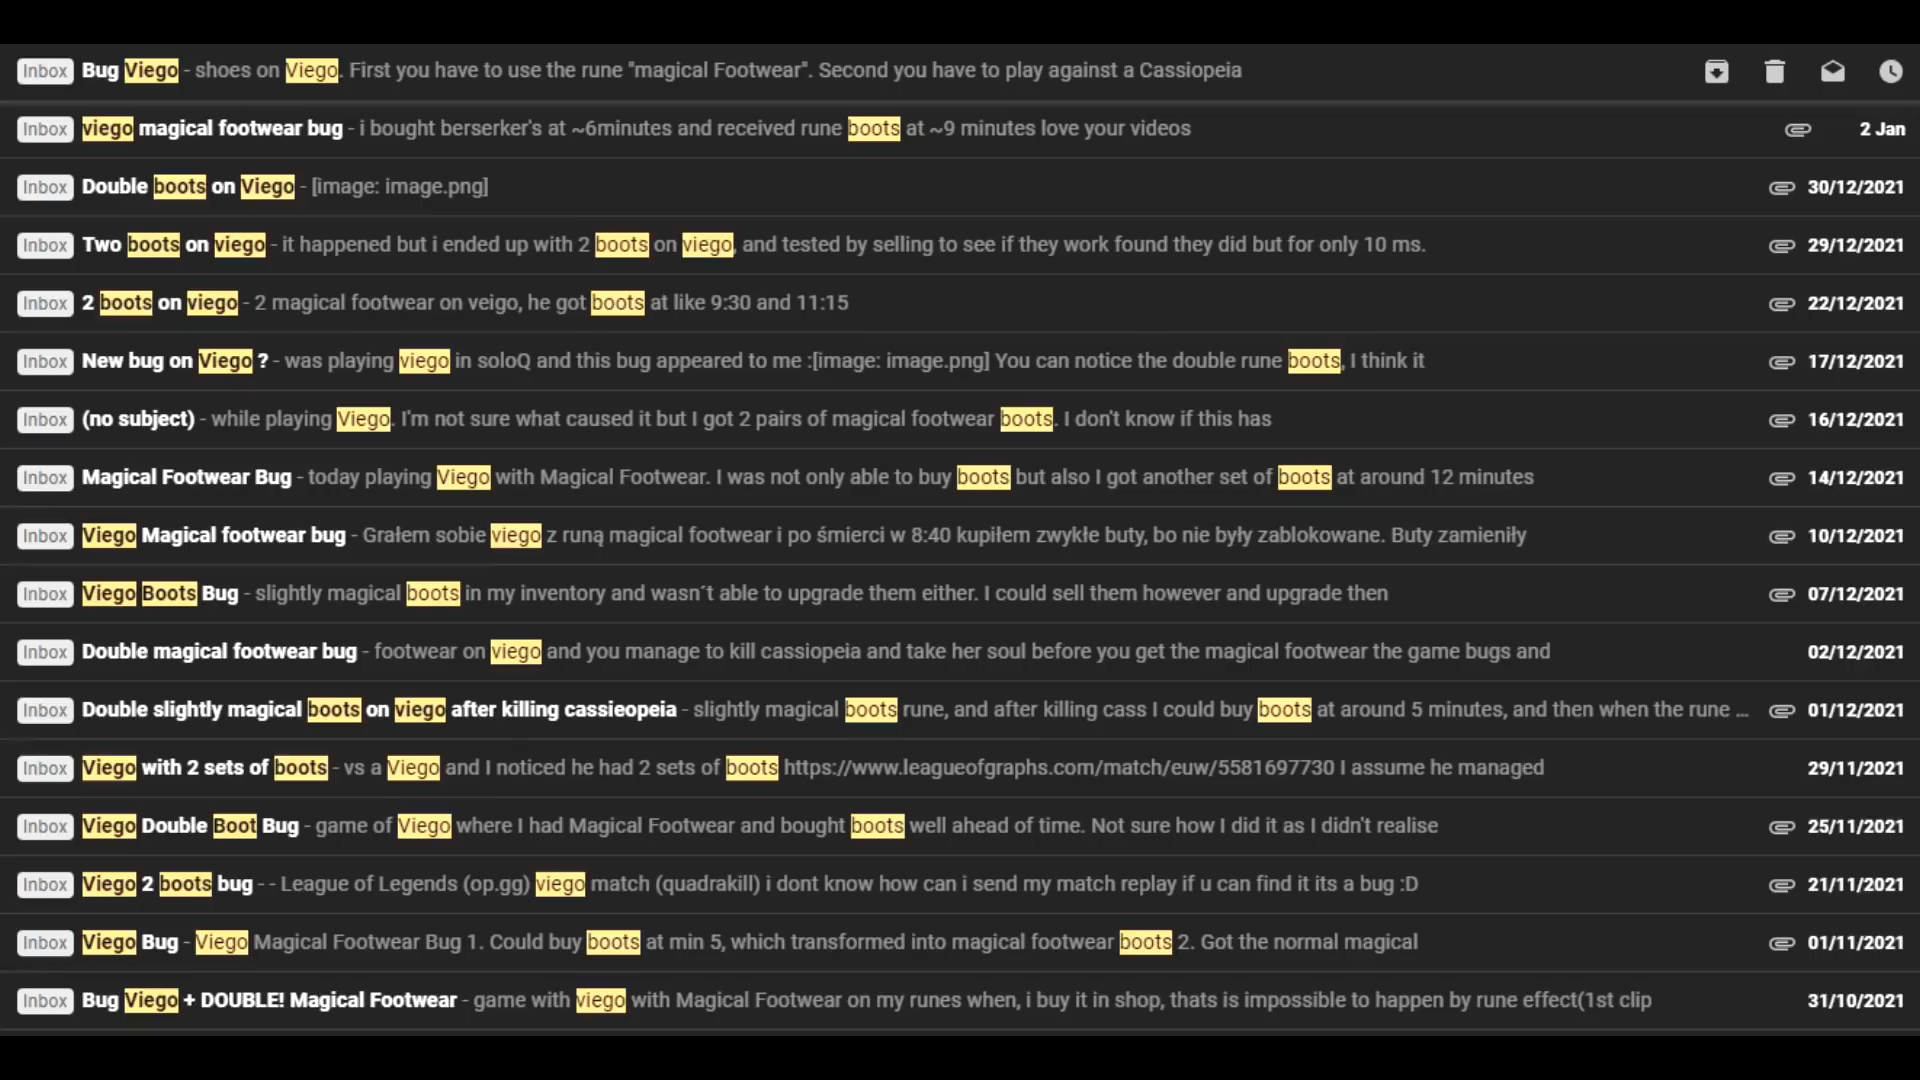 Inbox Bug Viego - shoes on Viego. First you have to use the rune "magical Footwear". Second you have to play against a Cassiopeia
Inbox viego magical footwear bug - i bought berserker's at ~6minutes and received rune boots at ~9 minutes love your videos 2 Jan
Inbox Double boots on Viego - [image: image.png] 30/12/2021
Inbox Two boots on viego - it happened but i ended up with 2 boots on viego, and tested by selling to see if they work found they did but for only 10 ms. 29/12/2021
Inbox 2 boots on viego - 2 magical footwear on veigo, he got boots at like 9:30 and 11:15 22/12/2021
Inbox New bug on Viego ? - was playing viego in soloQ and this bug appeared to me :[image: image.png] You can notice the double rune boots, I think it 17/12/2021
Inbox (no subject) - while playing Viego. I'm not sure what caused it but I got 2 pairs of magical footwear boots. I don't know if this has 16/12/2021
Inbox Magical Footwear Bug - today playing Viego with Magical Footwear. I was not only able to buy boots but also I got another set of boots at around 12 minutes 14/12/2021
Inbox Viego Magical footwear bug - Grałem sobie viego z runą magical footwear i po śmierci w 8:40 kupiłem zwykłe buty, bo nie były zablokowane. Buty zamieniły 10/12/2021
Inbox Viego Boots Bug - slightly magical boots in my inventory and wasn´t able to upgrade them either. I could sell them however and upgrade then 07/12/2021
Inbox Double magical footwear bug - footwear on viego and you manage to kill cassiopeia and take her soul before you get the magical footwear the game bugs and 02/12/2021
Inbox Double slightly magical boots on viego after killing cassieopeia - slightly magical boots rune, and after killing cass I could buy boots at around 5 minutes, and then when the rune ... 01/12/2021
Inbox Viego with 2 sets of boots - vs a Viego and I noticed he had 2 sets of boots https://www.leagueofgraphs.com/match/euw/5581697730 I assume he managed 29/11/2021
Inbox Viego Double Boot Bug - game of Viego where I had Magical Footwear and bought boots well ahead of time. Not sure how I did it as I didn't realise 25/11/2021
Inbox Viego 2 boots bug - - League of Legends (op.gg) viego match (quadrakill) i dont know how can i send my match replay if u can find it its a bug :D 21/11/2021
Inbox Viego Bug - Viego Magical Footwear Bug 1. Could buy boots at min 5, which transformed into magical footwear boots 2. Got the normal magical 01/11/2021
Inbox Bug Viego + DOUBLE! Magical Footwear - game with viego with Magical Footwear on my runes when, i buy it in shop, thats is impossible to happen by rune effect(1st clip 31/10/2021